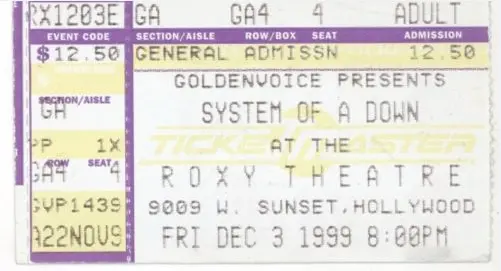 RX1203E GA GA4 4 ADULT
EVENT CODE SECTION/AISLE ROW/BOX SEAT ADMISSION
$12.50 GENERAL ADMISSN 12.50
GOLDENVOICE PRESENTS
SECTION/AISLE
GA SYSTEM OF A DOWN
TICKETMASTER
PP 1X AT THE
ROW SEAT
GA4 4 ROXY THEATRE
GVP1439 9009 W. SUNSET,HOLLYWOOD
A22NOV9 FRI DEC 3 1999 8:00PM